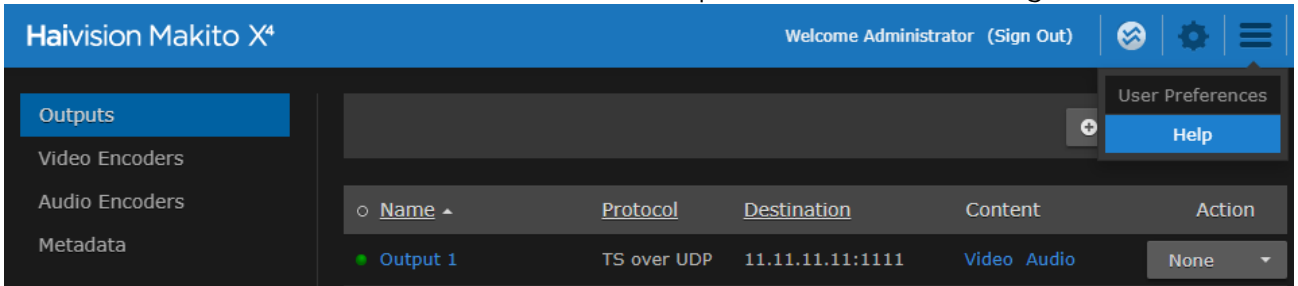 Haivision Makito X⁴
Welcome Administrator (Sign Out)
User Preferences
Help
Outputs
Video Encoders
Audio Encoders
Metadata
Name Protocol Destination Content Action
Output 1 TS over UDP 11.11.11.11:1111 Video Audio None